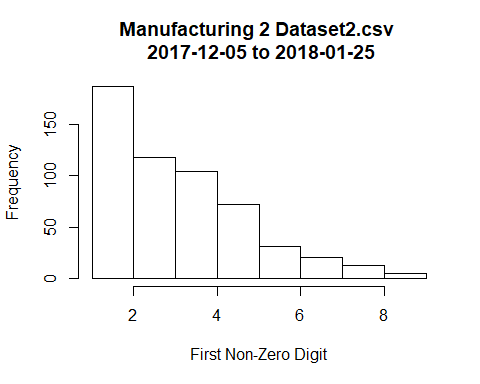 Manufacturing 2 Dataset2.csv
2017-12-05 to 2018-01-25
Frequency
150
100
50
0
2 4 6 8
First Non-Zero Digit